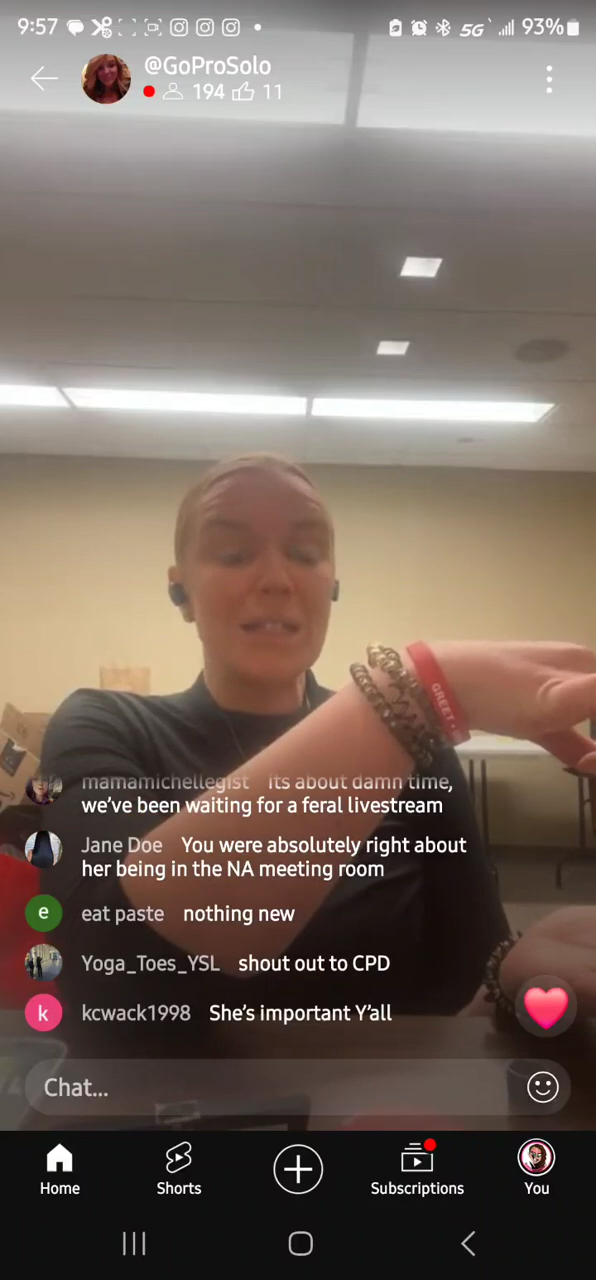 9:57
5G
93%
@GoProSolo
194
11
GREET
mamamichellegist Its about damn time,
we've been waiting for a feral livestream
Jane Doe You were absolutely right about
her being in the NA meeting room
e
eat paste nothing new
Yoga_Toes_YSL shout out to CPD
k
kcwack1998 She's important Y'all
Chat...
Home
Shorts
Subscriptions
You